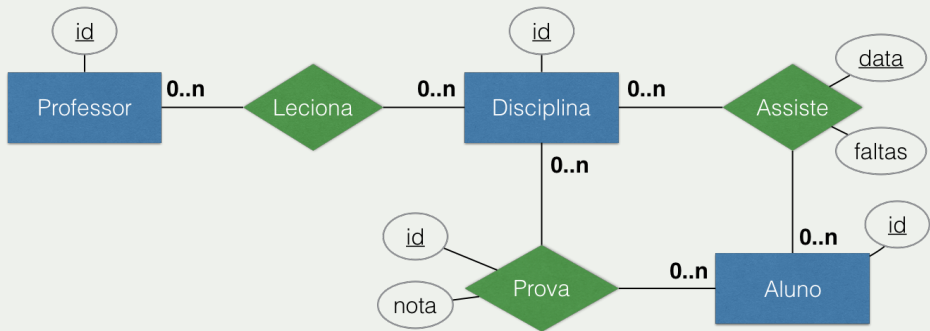 id
id
data
Professor
0..n
Leciona
0..n
Disciplina
0..n
Assiste
faltas
0..n
id
id
0..n
nota
Prova
0..n
Aluno